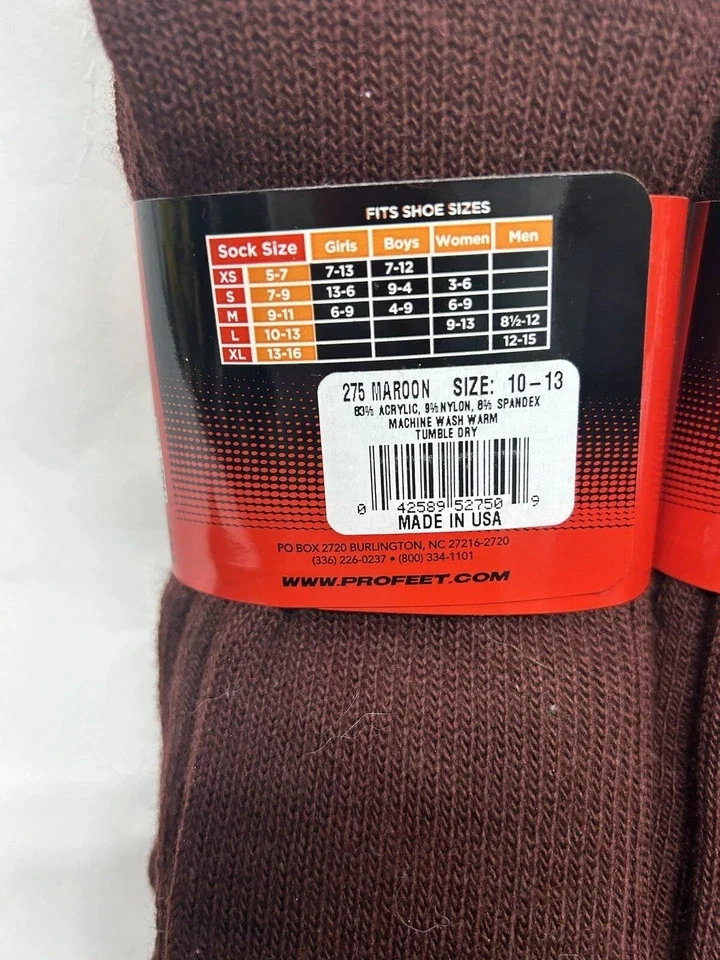 FITS SHOE SIZES
Sock Size Girls Boys Women Men
XS 5-7 7-13 7-12
S 7-9 13-6 9-4 3-6
M 9-11 6-9 4-9 6-9
L 10-13 9-13 8½-12
XL 13-16 12-15
275 MAROON SIZE: 10-13
83% ACRYLIC, 9% NYLON, 8% SPANDEX
MACHINE WASH WARM
TUMBLE DRY
0 42589 52750 9
MADE IN USA
PO BOX 2720 BURLINGTON, NC 27216-2720
(336) 226-0237 • (800) 334-1101
WWW.PROFEET.COM